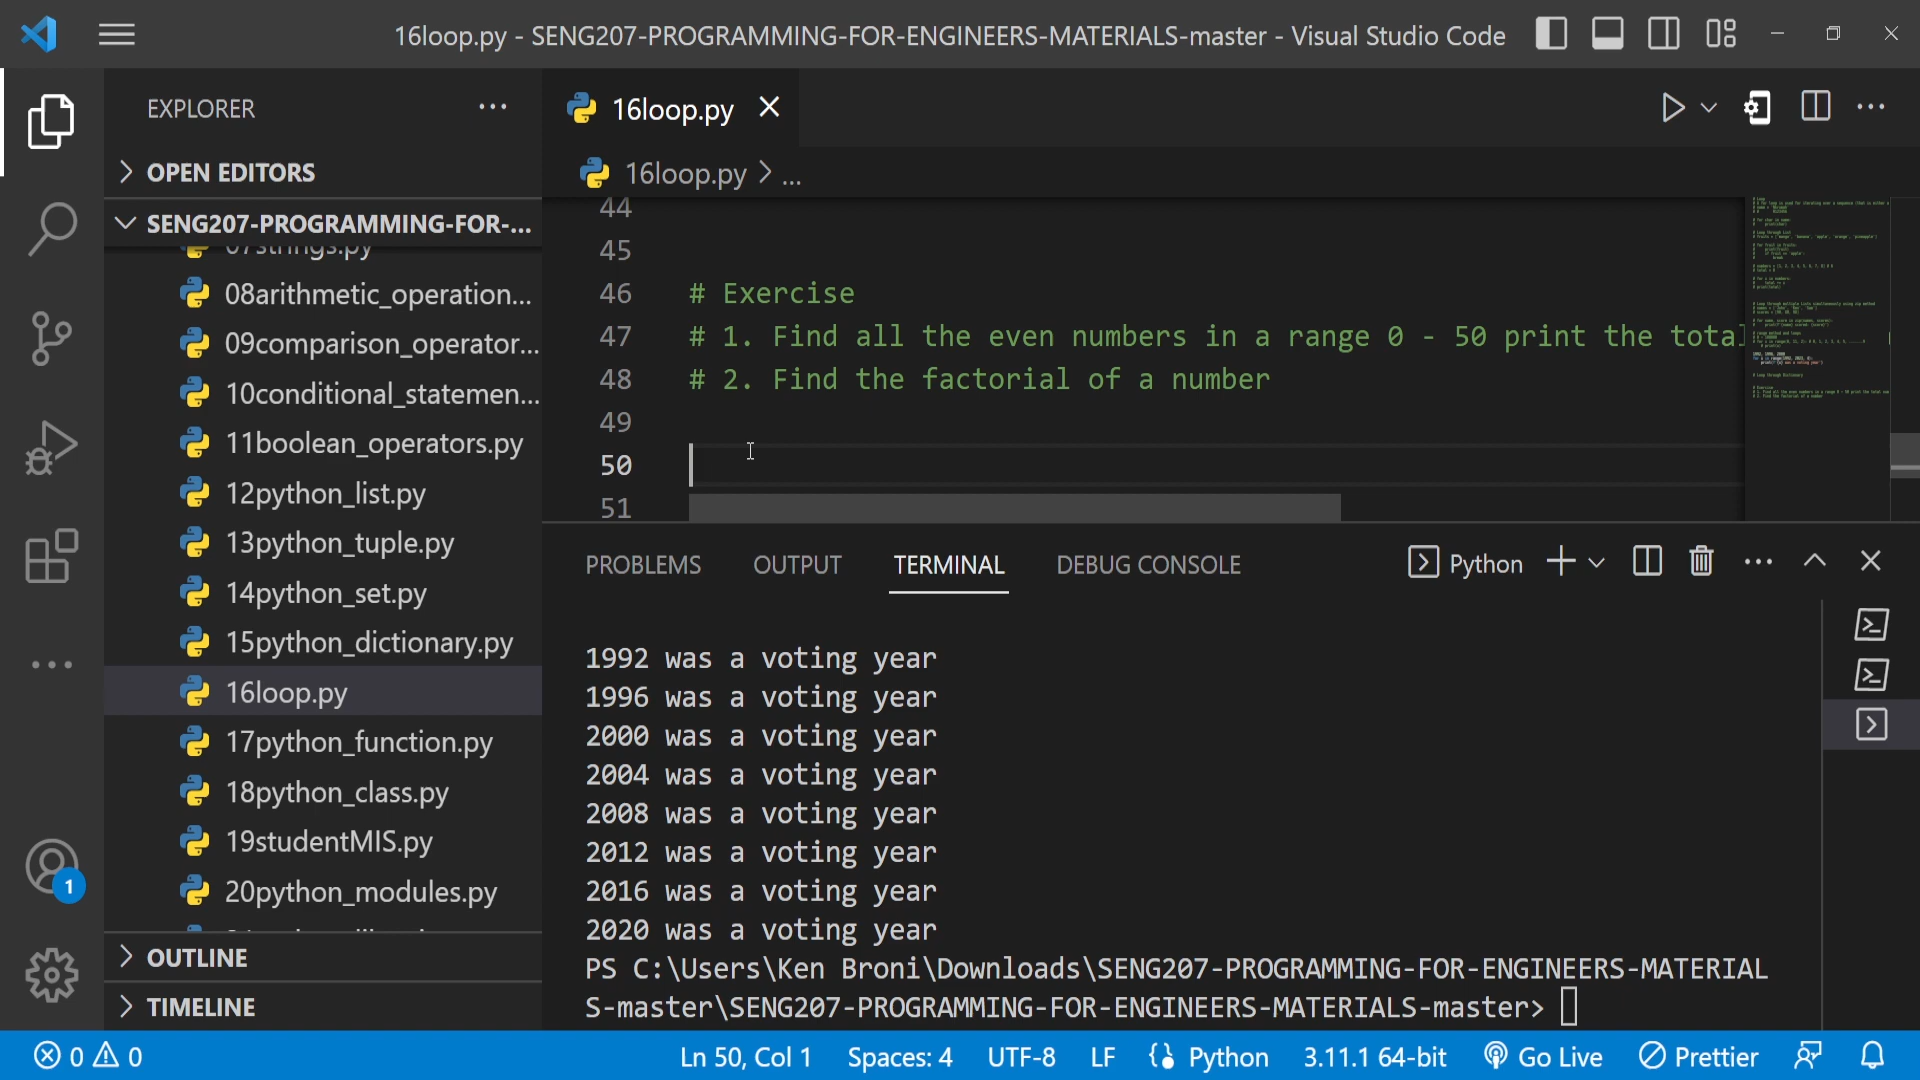 16loop.py - SENG207-PROGRAMMING-FOR-ENGINEERS-MATERIALS-master - Visual Studio Code
EXPLORER
OPEN EDITORS
SENG207-PROGRAMMING-FOR-...
07strings.py
08arithmetic_operation...
09comparison_operator...
10conditional_statemen...
11boolean_operators.py
12python_list.py
13python_tuple.py
14python_set.py
15python_dictionary.py
16loop.py
17python_function.py
18python_class.py
19studentMIS.py
20python_modules.py
OUTLINE
TIMELINE
1
16loop.py
16loop.py > ...
44
45
46 # Exercise
47 # 1. Find all the even numbers in a range 0 - 50 print the total
48 # 2. Find the factorial of a number
49
50
51
PROBLEMS OUTPUT TERMINAL DEBUG CONSOLE Python
1992 was a voting year
1996 was a voting year
2000 was a voting year
2004 was a voting year
2008 was a voting year
2012 was a voting year
2016 was a voting year
2020 was a voting year
PS C:\Users\Ken Broni\Downloads\SENG207-PROGRAMMING-FOR-ENGINEERS-MATERIAL
S-master\SENG207-PROGRAMMING-FOR-ENGINEERS-MATERIALS-master>
0 0 Ln 50, Col 1 Spaces: 4 UTF-8 LF Python 3.11.1 64-bit Go Live Prettier